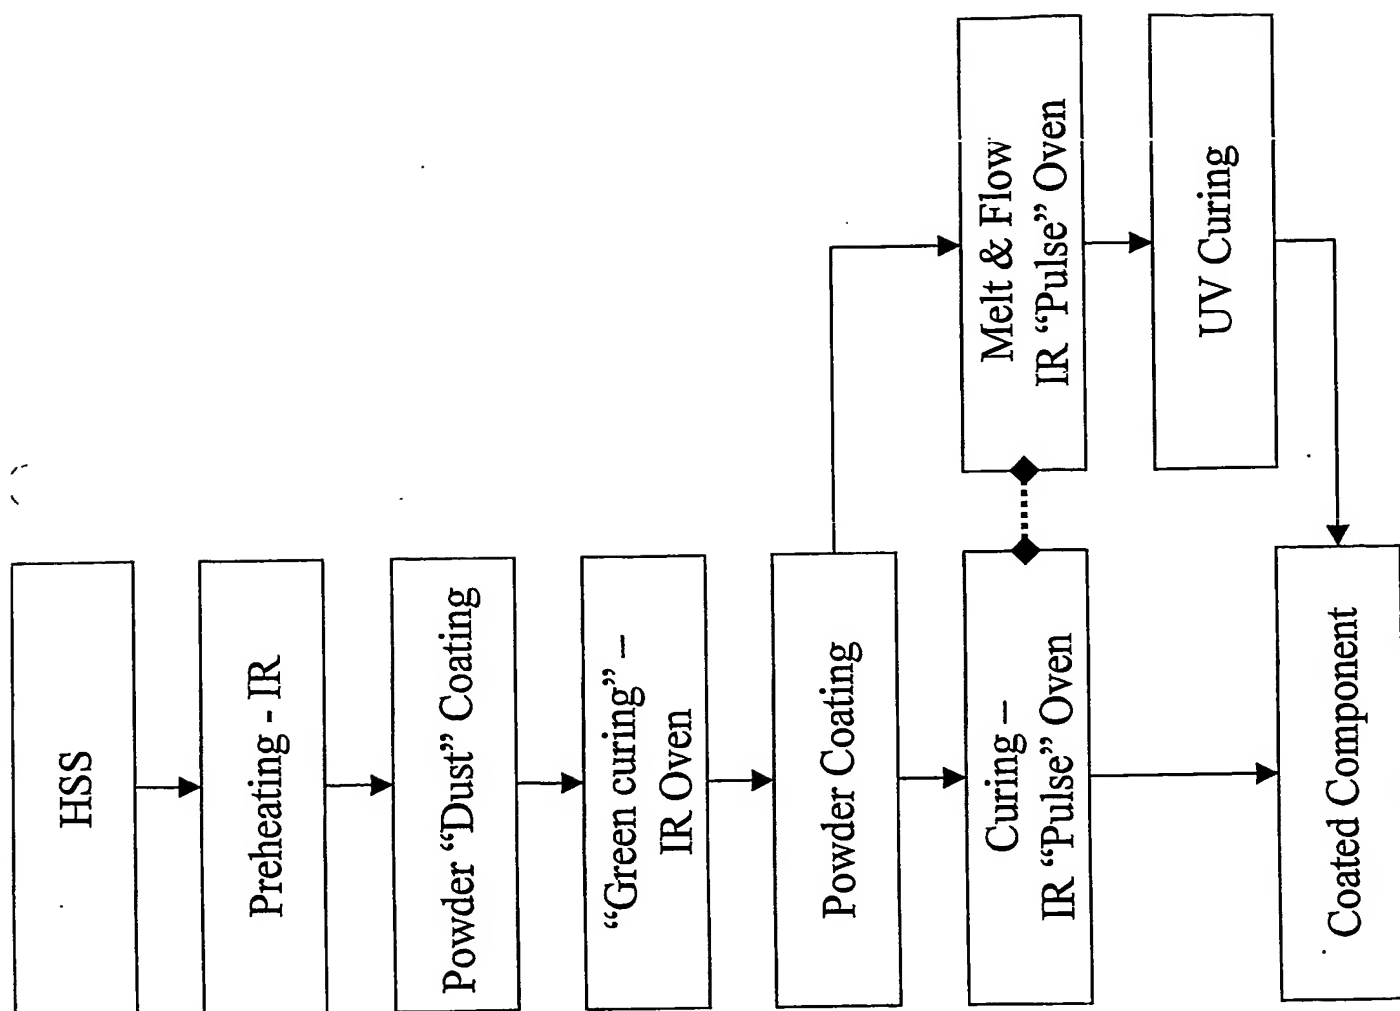 HSS
Preheating - IR
Powder “Dust” Coating
“Green curing” –
IR Oven
Powder Coating
Curing –
IR “Pulse” Oven
Melt & Flow
IR “Pulse” Oven
UV Curing
Coated Component